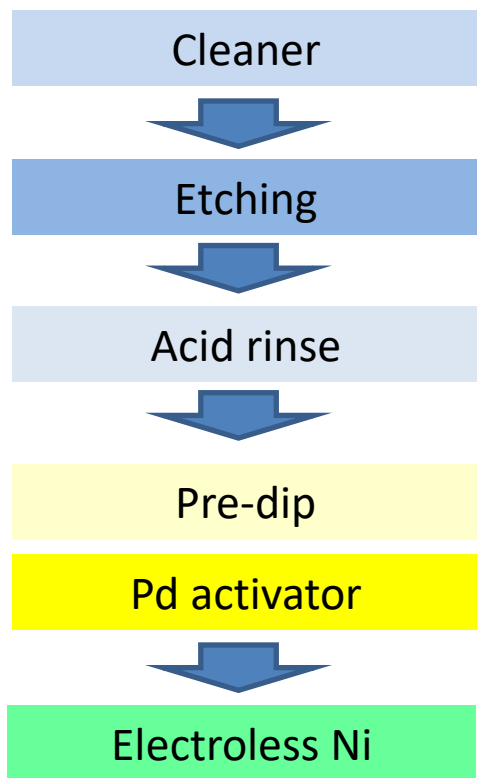 Cleaner
Etching
Acid rinse
Pre-dip
Pd activator
Electroless Ni